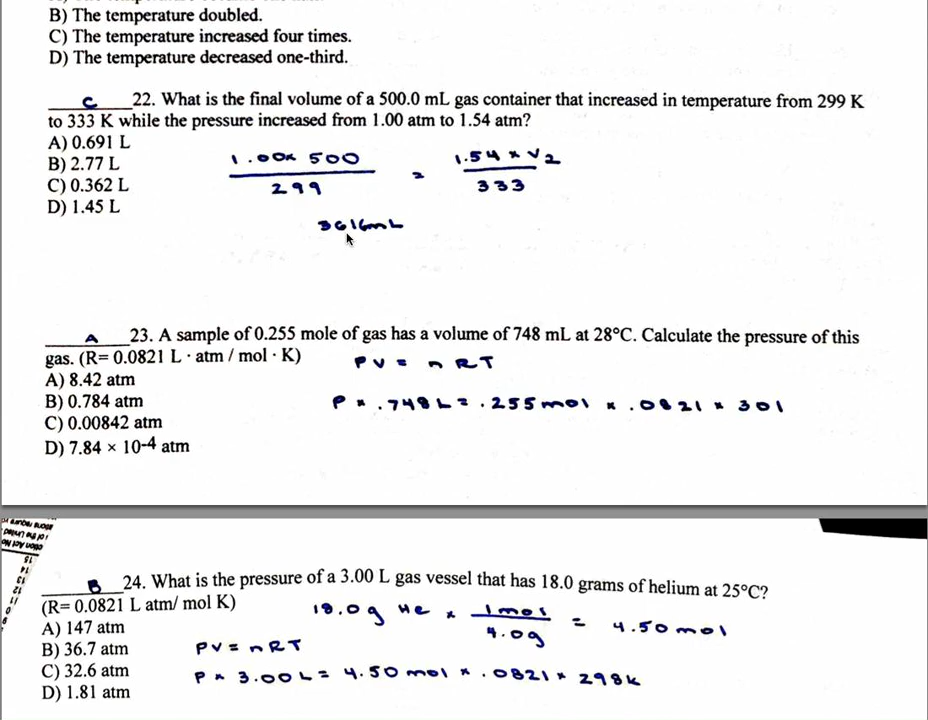 B) The temperature doubled.
C) The temperature increased four times.
D) The temperature decreased one-third.
C 22. What is the final volume of a 500.0 mL gas container that increased in temperature from 299 K
to 333 K while the pressure increased from 1.00 atm to 1.54 atm?
A) 0.691 L
B) 2.77 L
C) 0.362 L
D) 1.45 L
1.00 x 500 = 1.54 x V2
299 333
A 23. A sample of 0.255 mole of gas has a volume of 748 mL at 28°C. Calculate the pressure of this
gas. (R= 0.0821 L · atm / mol · K)
PV = nRT
A) 8.42 atm
B) 0.784 atm
P x .748 L = .255 mol x .0821 x 301
C) 0.00842 atm
D) 7.84 × 10-4 atm
B 24. What is the pressure of a 3.00 L gas vessel that has 18.0 grams of helium at 25°C?
(R= 0.0821 L atm/ mol K)
18.0g He x 1 mol = 4.50 mol
4.0g
A) 147 atm
B) 36.7 atm
PV = nRT
C) 32.6 atm
P x 3.00 L = 4.50 mol x .0821 x 298K
D) 1.81 atm